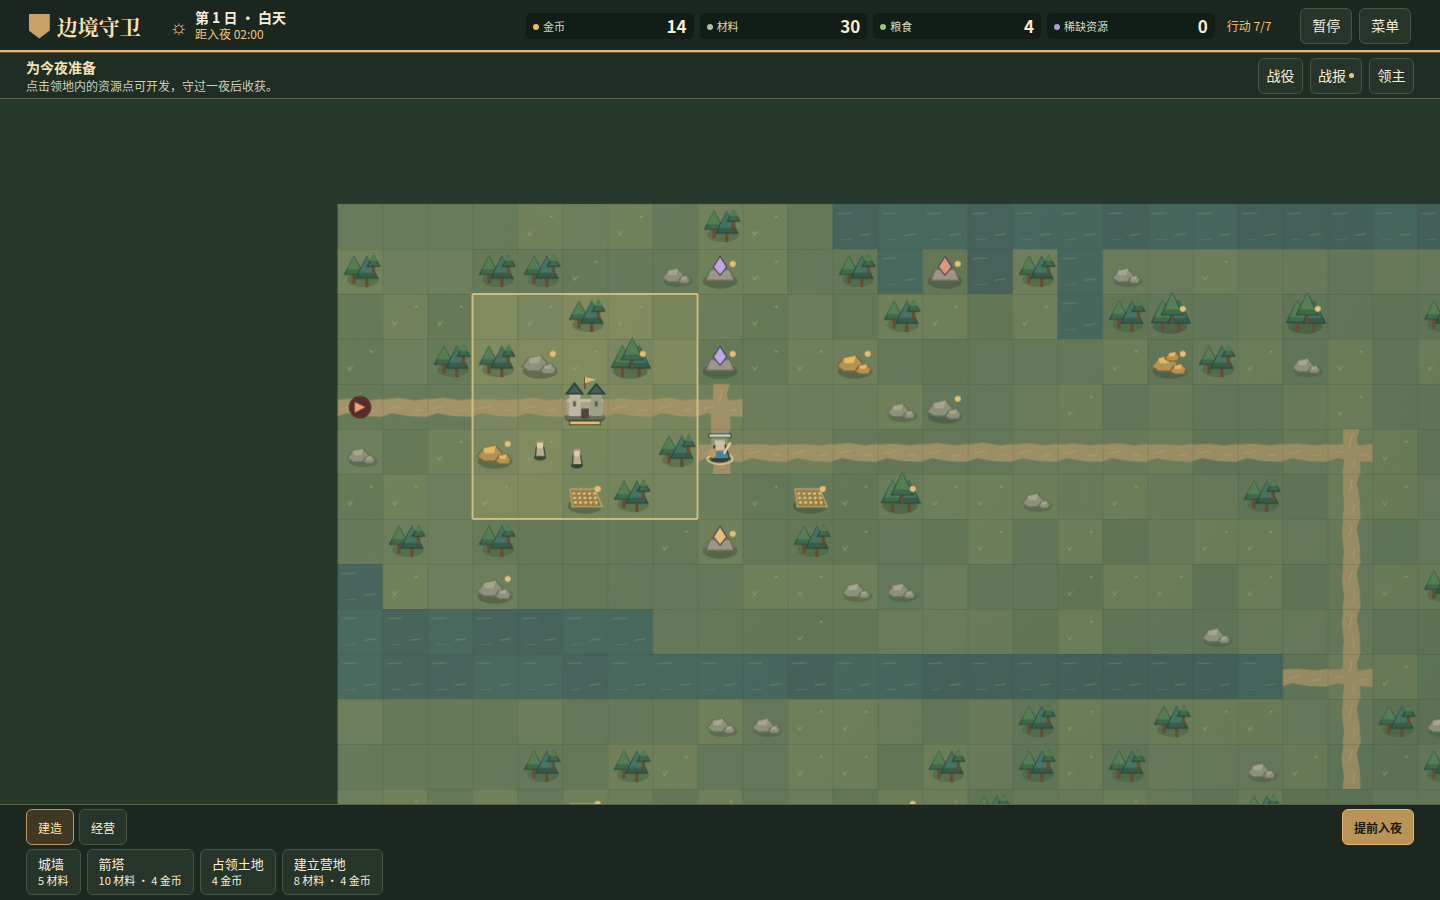 边境守卫
第 1 日 · 白天
距入夜 02:00
金币 14
材料 30
粮食 4
稀缺资源 0
行动 7/7
暂停
菜单
为今夜准备
点击领地内的资源点可开发，守过一夜后收获。
战役
战报
领主
建造
经营
提前入夜
城墙
5 材料
箭塔
10 材料 · 4 金币
占领土地
4 金币
建立营地
8 材料 · 4 金币